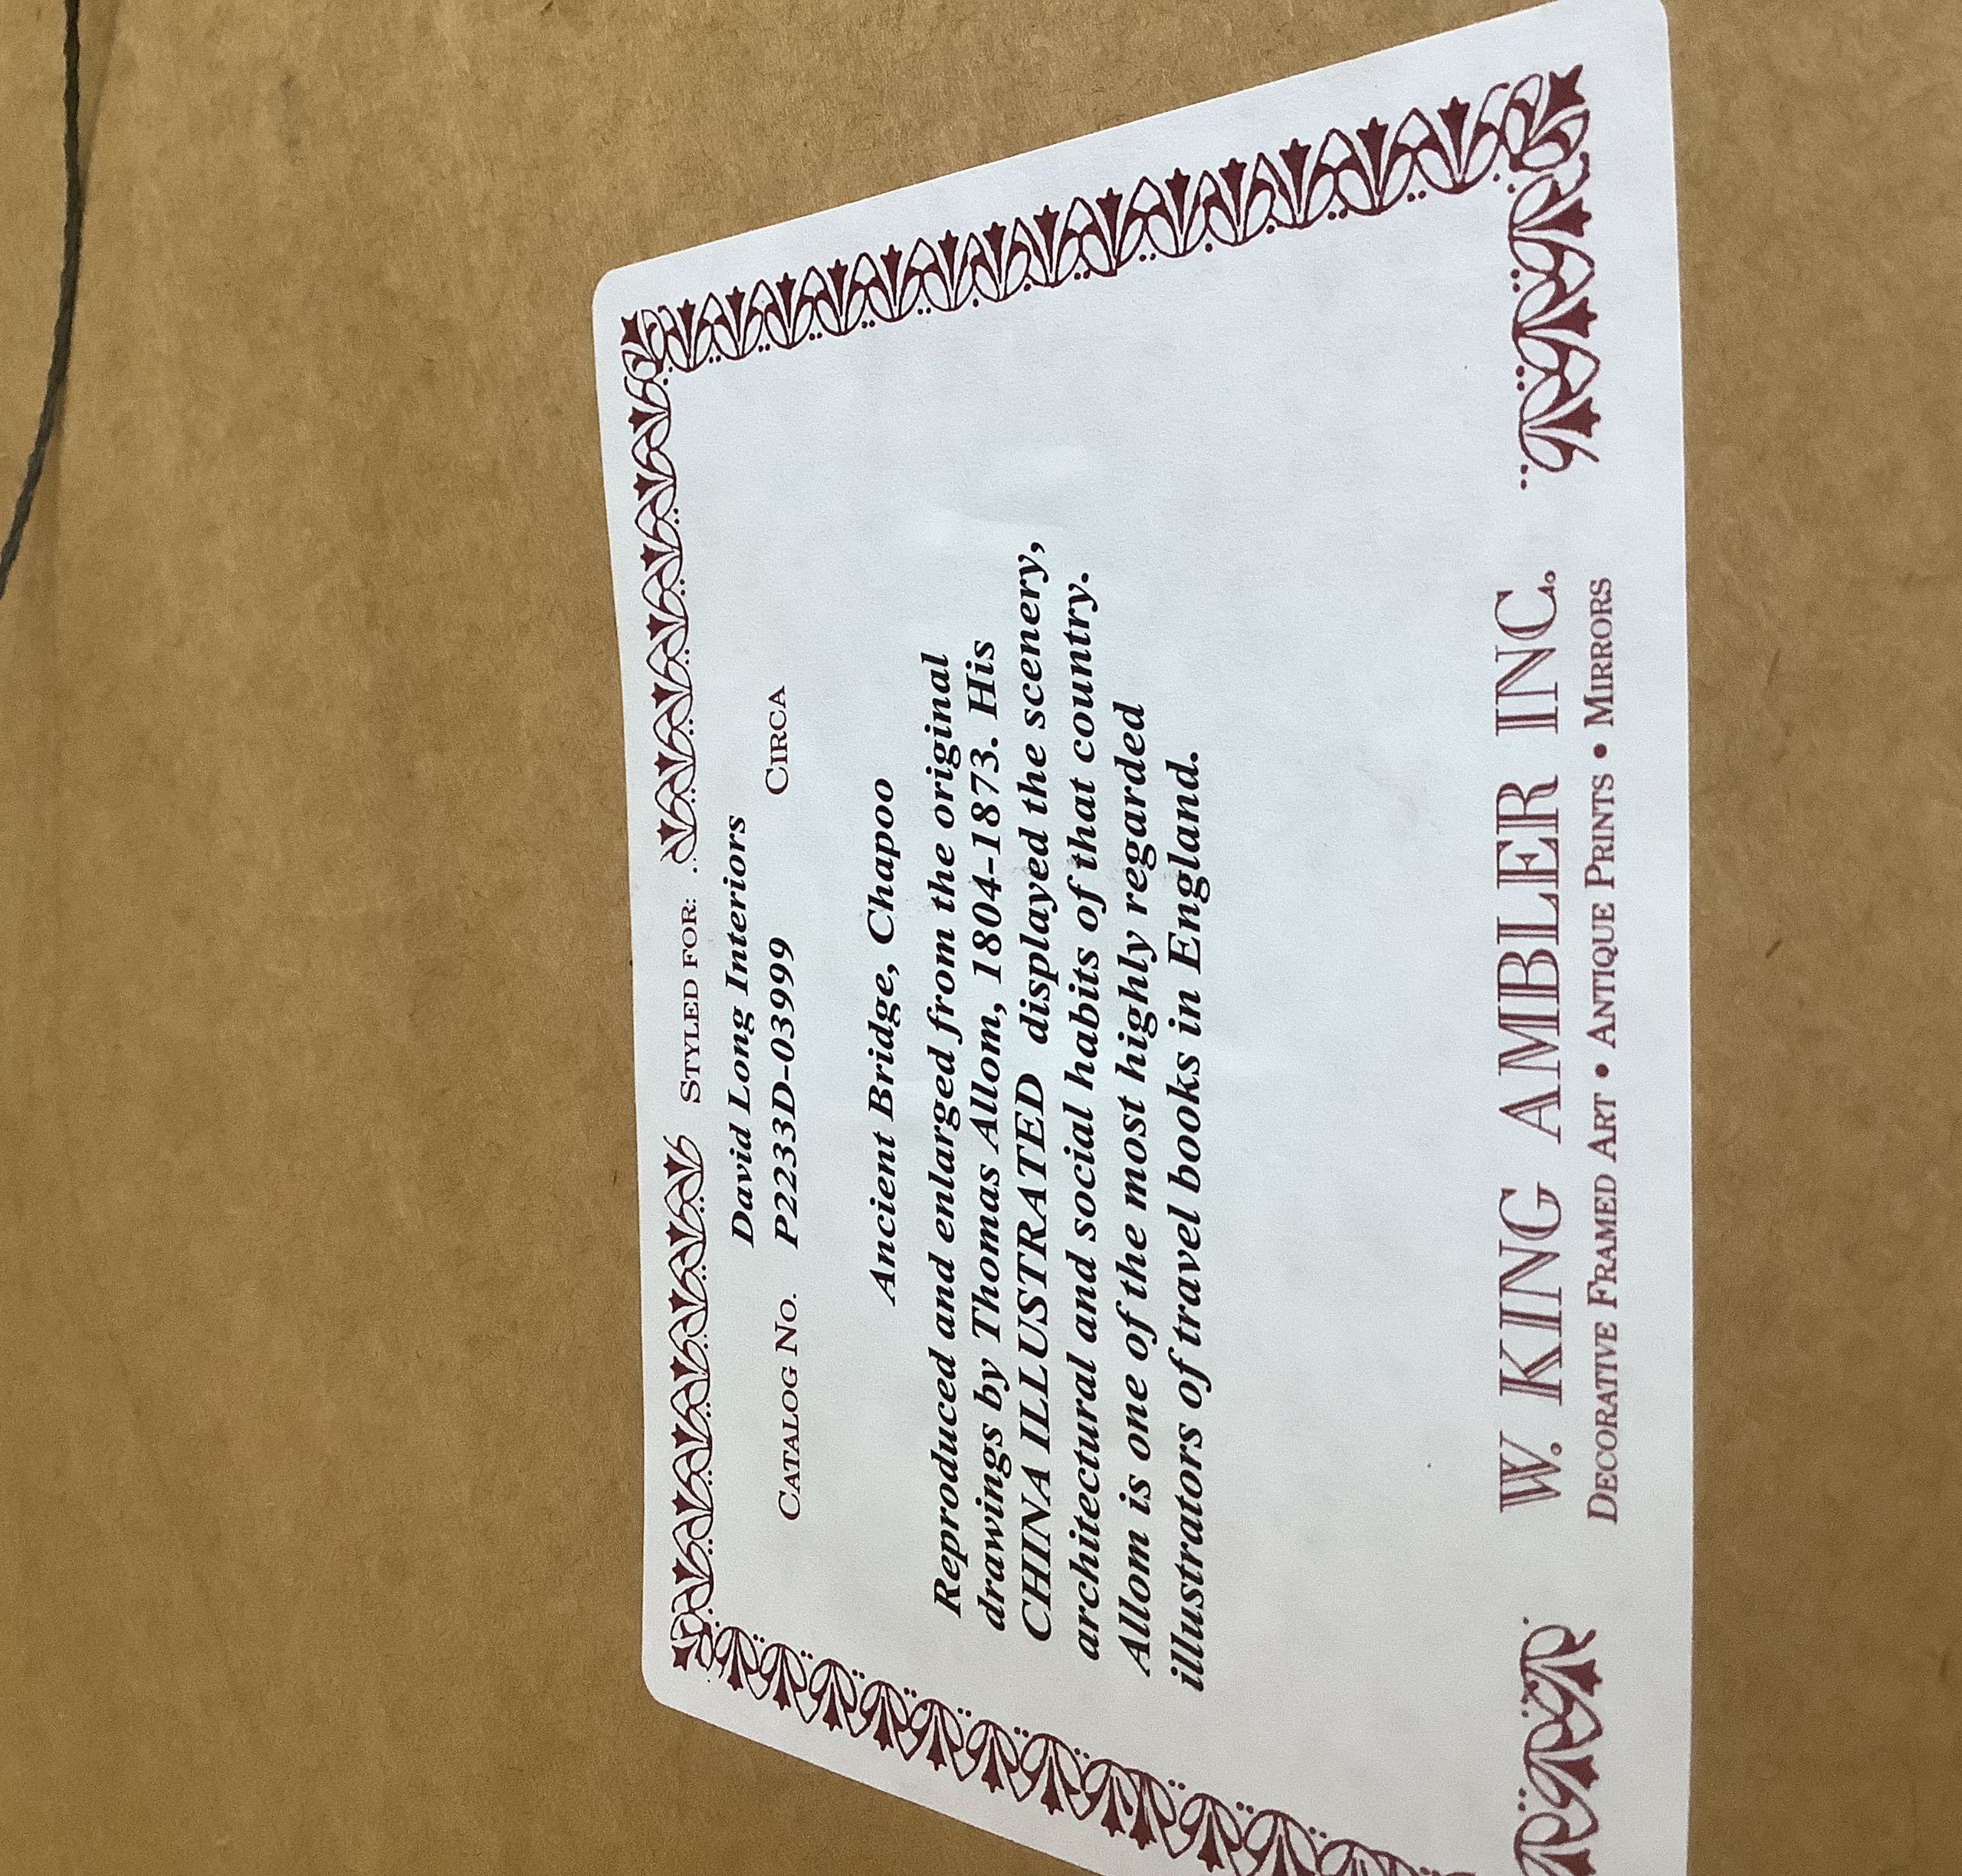 STYLED FOR:
David Long Interiors
CATALOG NO. P2233D-03999 CIRCA
Ancient Bridge, Chapoo
Reproduced and enlarged from the original
drawings by Thomas Allom, 1804-1873. His
CHINA ILLUSTRATED displayed the scenery,
architectural and social habits of that country.
Allom is one of the most highly regarded
illustrators of travel books in England.
W. KING AMBLER INC.
DECORATIVE FRAMED ART • ANTIQUE PRINTS • MIRRORS